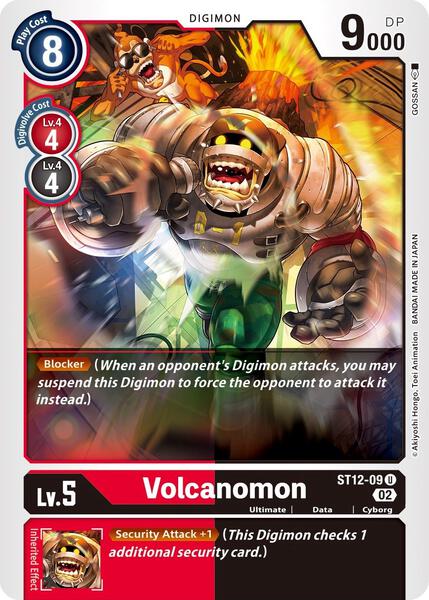 Play Cost
8
DIGIMON
DP
9000
Digivolve Cost
Lv.4
4
Lv.4
4
GOSSAN
©Akiyoshi Hongo, Toei Animation BANDAI MADE IN JAPAN
Blocker (When an opponent's Digimon attacks, you may
suspend this Digimon to force the opponent to attack it
instead.)
Lv.5
Volcanomon
ST12-09 U
02
Ultimate | Data | Cyborg
Inherited Effect
Security Attack +1 (This Digimon checks 1
additional security card.)